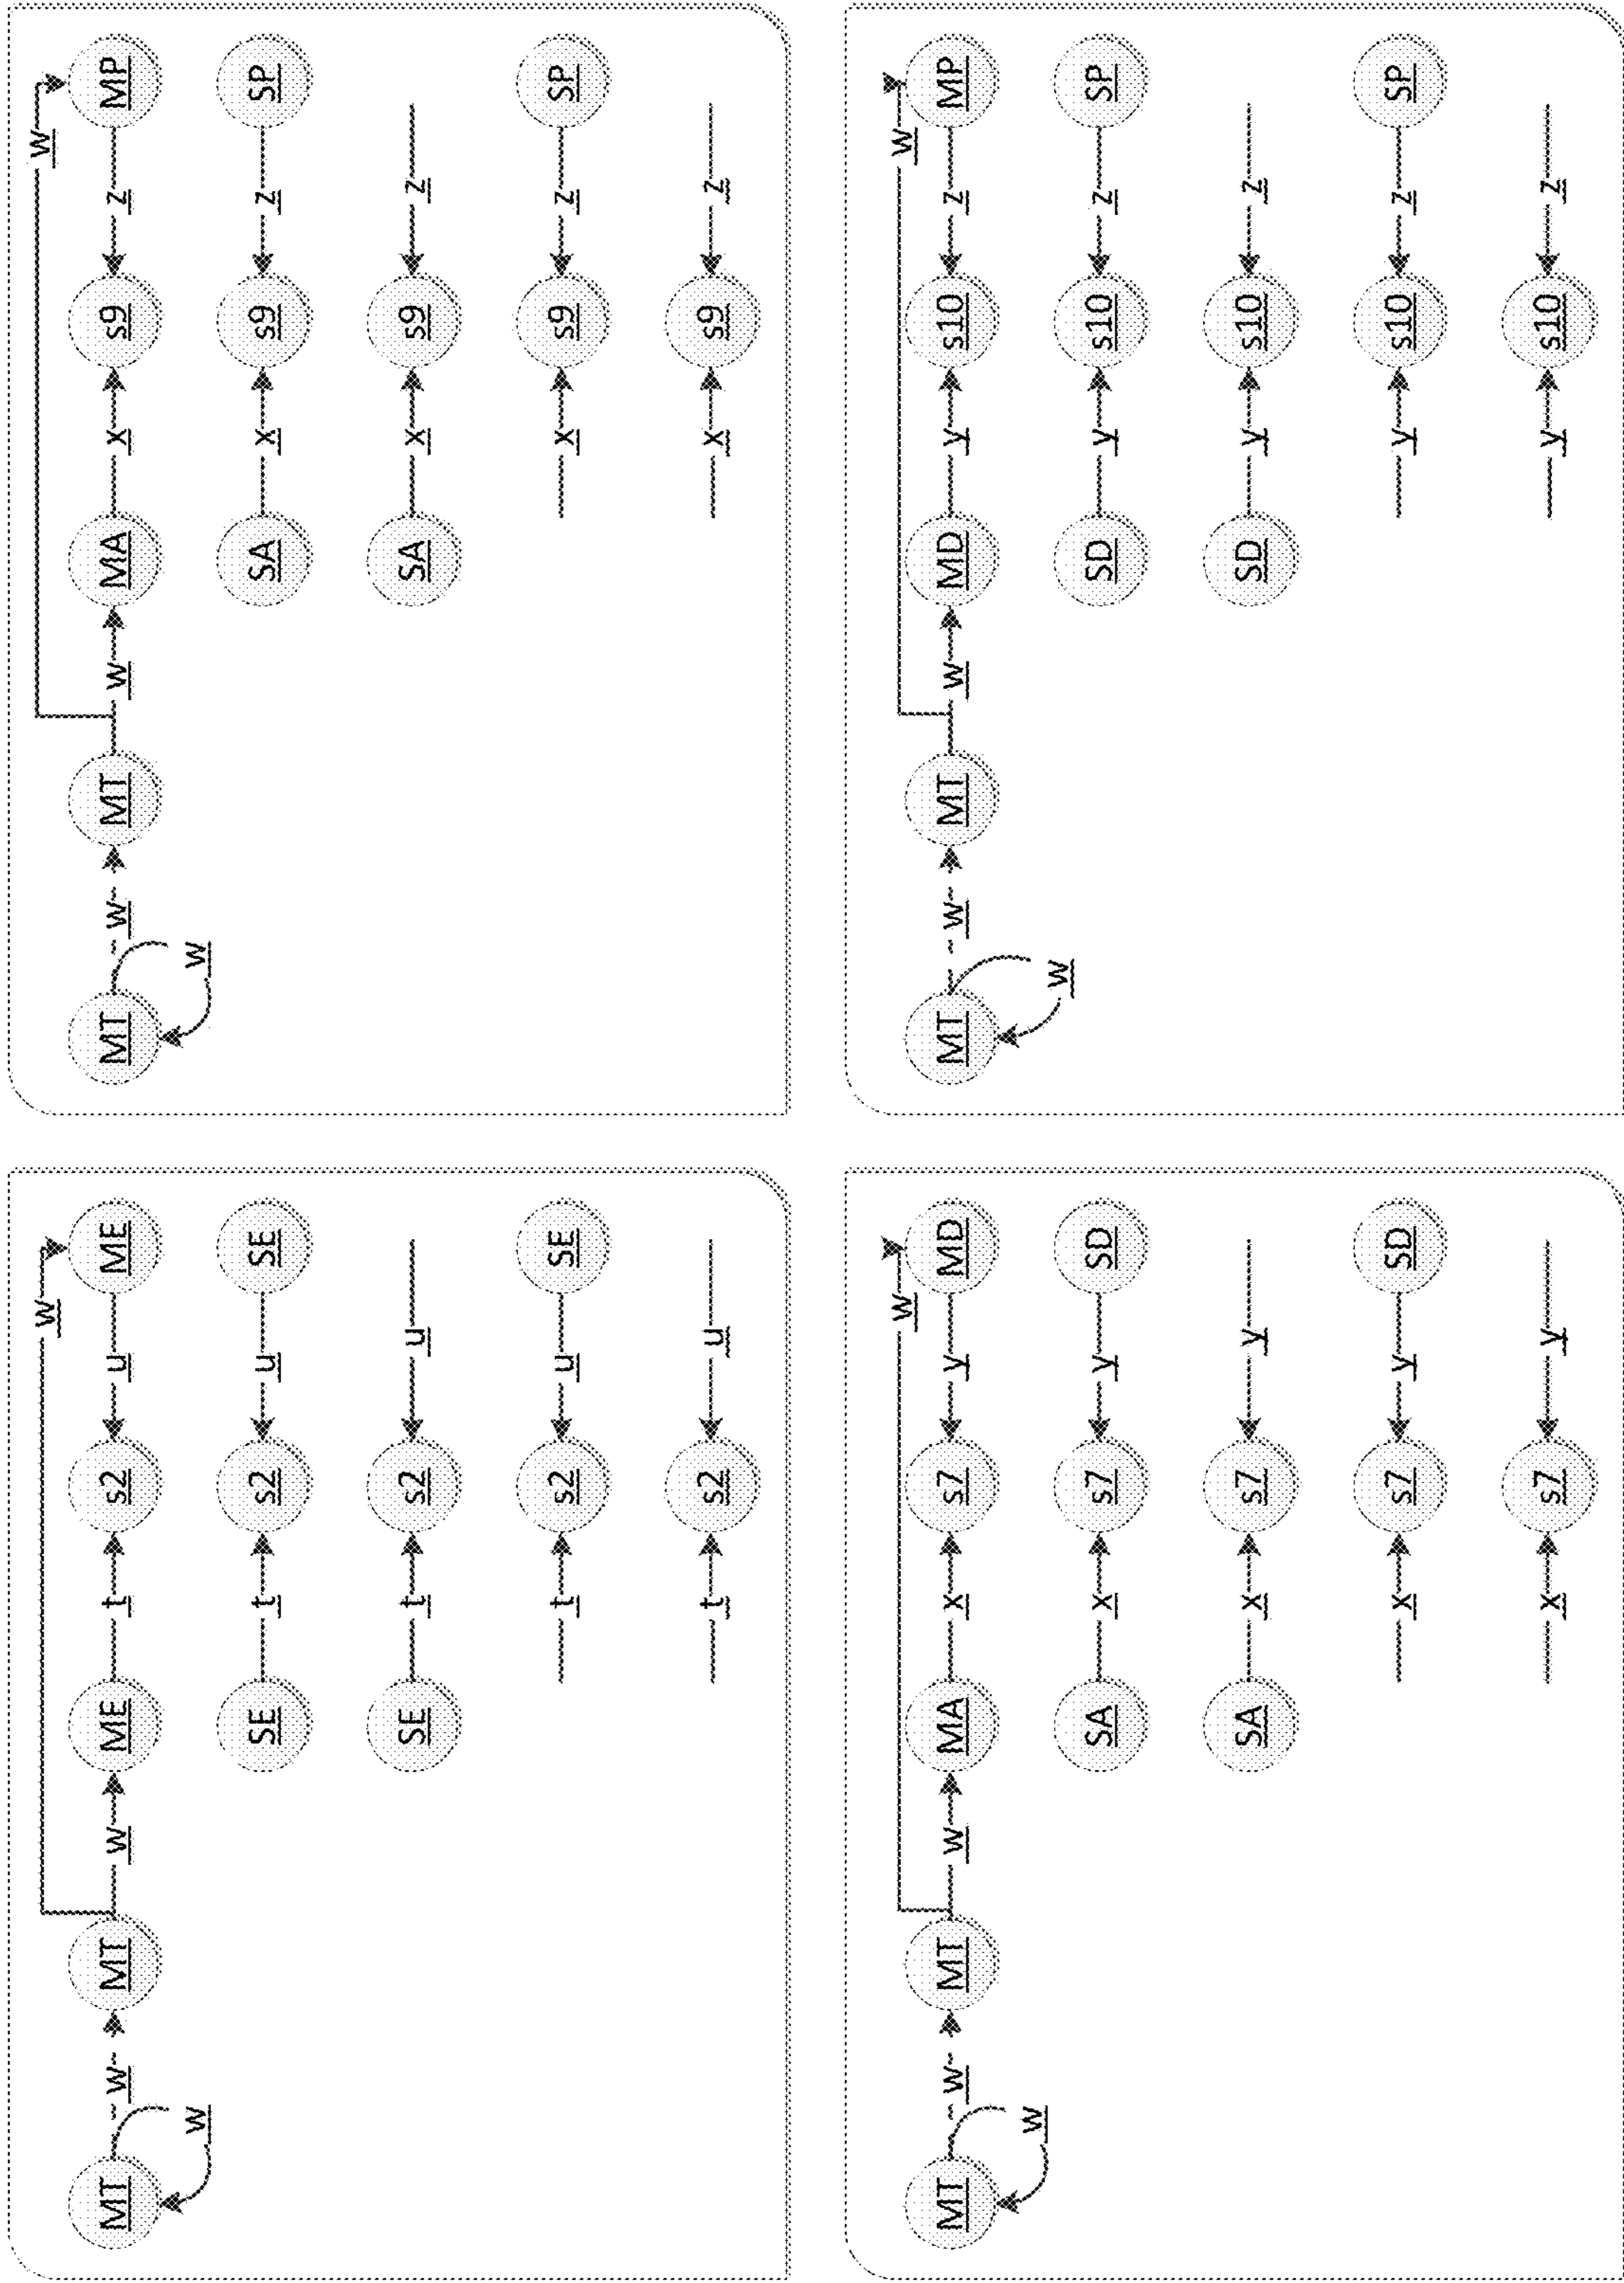 w
MT w MT w ME t s2 u ME
w
SE t s2 u SE
SE t s2 u
t s2 u SE
t s2 u
w
MT w MT w MA x s9 z MP
w
SA x s9 z SP
SA x s9 z
x s9 z SP
x s9 z
w
MT w MT w MA x s7 y MD
w
SA x s7 y SD
SA x s7 y
x s7 y SD
x s7 y
w
MT w MT w MD y s10 z MP
w
SD y s10 z SP
SD y s10 z
y s10 z SP
y s10 z